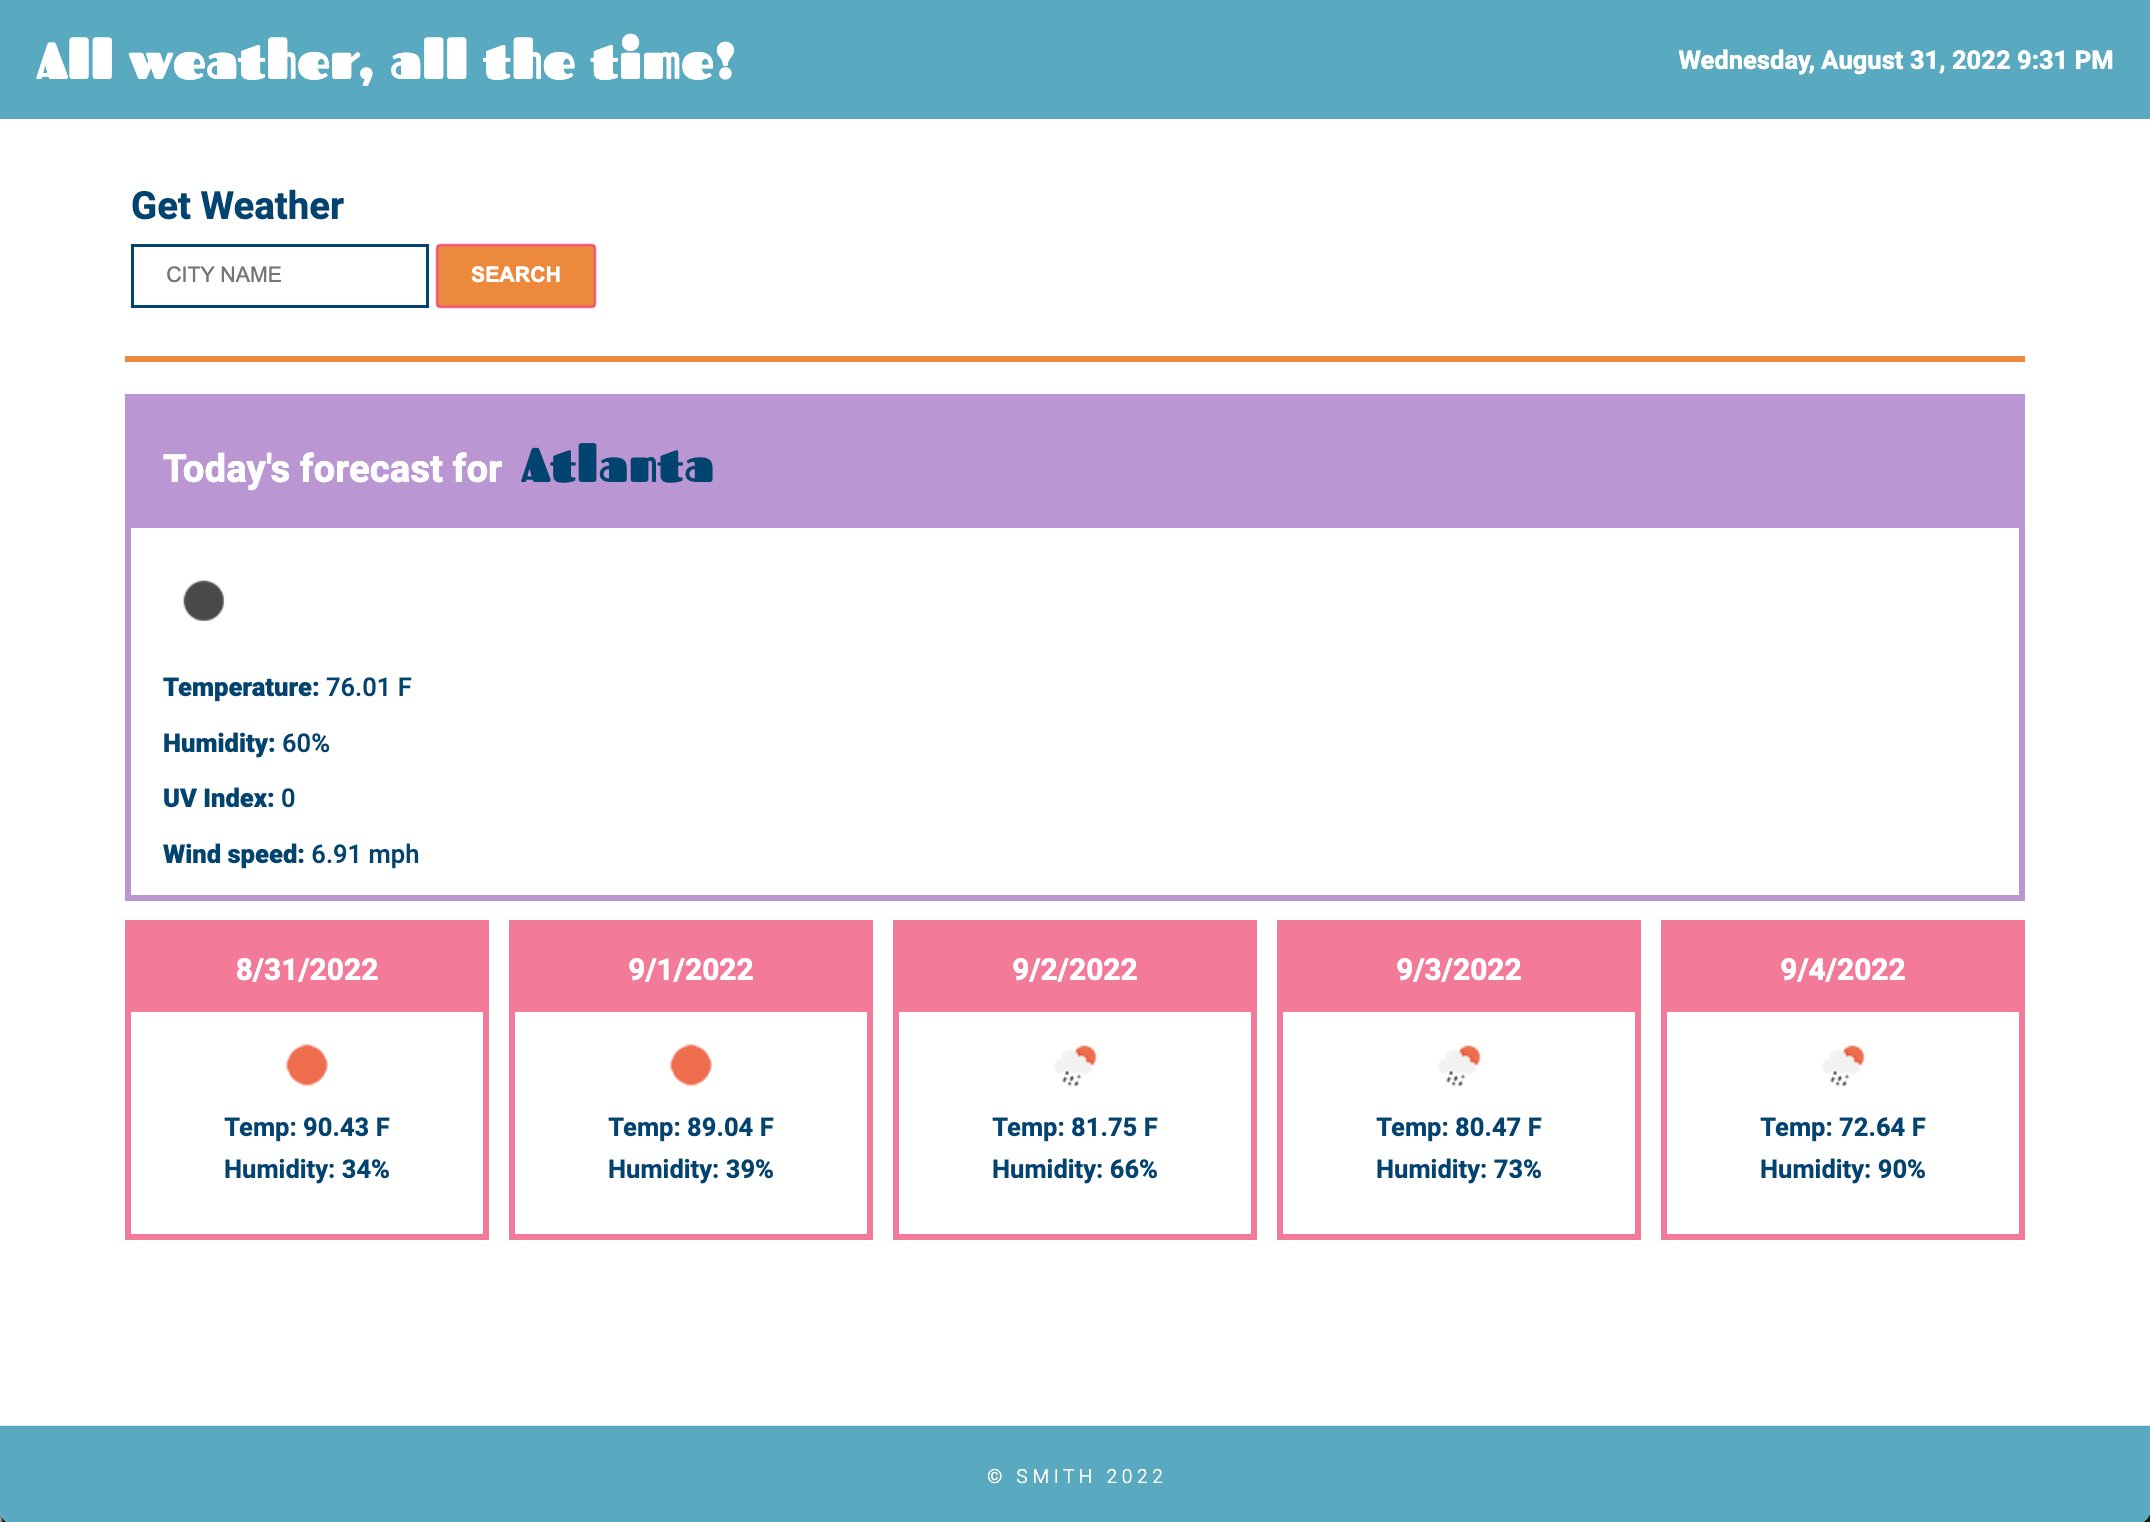 All weather, all the time!
Wednesday, August 31, 2022 9:31 PM
Get Weather
CITY NAME
SEARCH
Today's forecast for Atlanta
Temperature: 76.01 F
Humidity: 60%
UV Index: 0
Wind speed: 6.91 mph
8/31/2022
Temp: 90.43 F
Humidity: 34%
9/1/2022
Temp: 89.04 F
Humidity: 39%
9/2/2022
Temp: 81.75 F
Humidity: 66%
9/3/2022
Temp: 80.47 F
Humidity: 73%
9/4/2022
Temp: 72.64 F
Humidity: 90%
© SMITH 2022